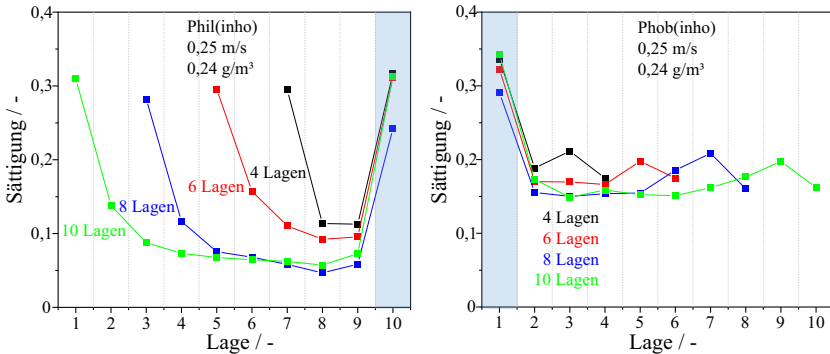 0,4
0,3
0,2
0,1
0
Sättigung / -
Phil(inho)
0,25 m/s
0,24 g/m³
4 Lagen
6 Lagen
8 Lagen
10 Lagen
1 2 3 4 5 6 7 8 9 10
Lage / -
0,4
0,3
0,2
0,1
0
Sättigung / -
Phob(inho)
0,25 m/s
0,24 g/m³
4 Lagen
6 Lagen
8 Lagen
10 Lagen
1 2 3 4 5 6 7 8 9 10
Lage / -